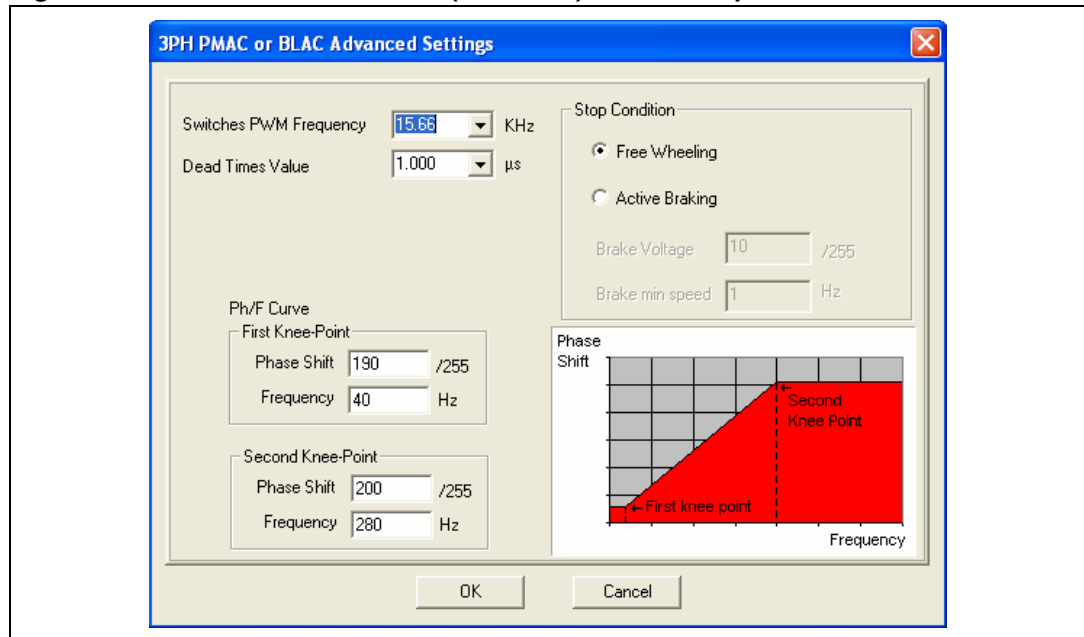 3PH PMAC or BLAC Advanced Settings
Switches PWM Frequency 15.66 KHz
Dead Times Value 1.000 µs
Stop Condition
Free Wheeling
Active Braking
Brake Voltage 10 /255
Brake min speed 1 Hz
Ph/F Curve
First Knee-Point
Phase Shift 190 /255
Frequency 40 Hz
Second Knee-Point
Phase Shift 200 /255
Frequency 280 Hz
Phase
Shift
Second
Knee Point
First knee point
Frequency
OK
Cancel